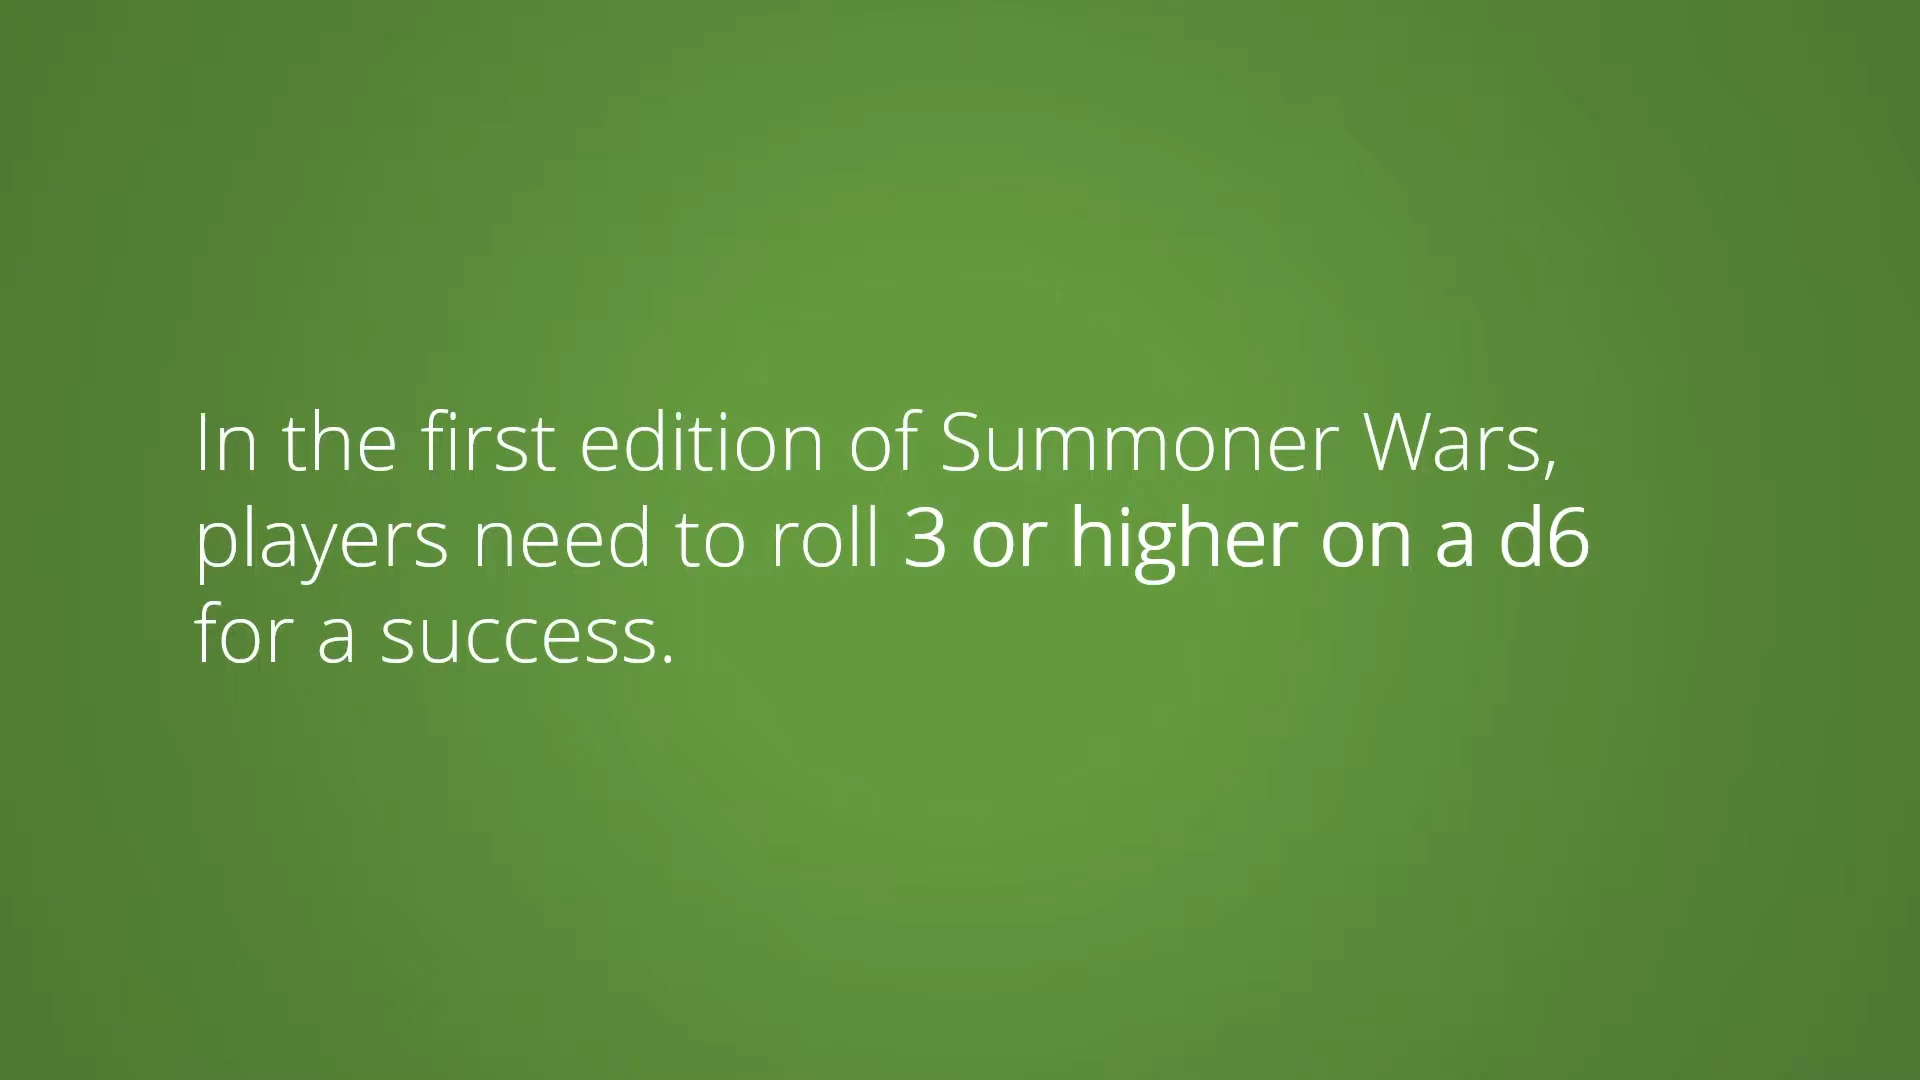 In the first edition of Summoner Wars,
players need to roll 3 or higher on a d6
for a success.